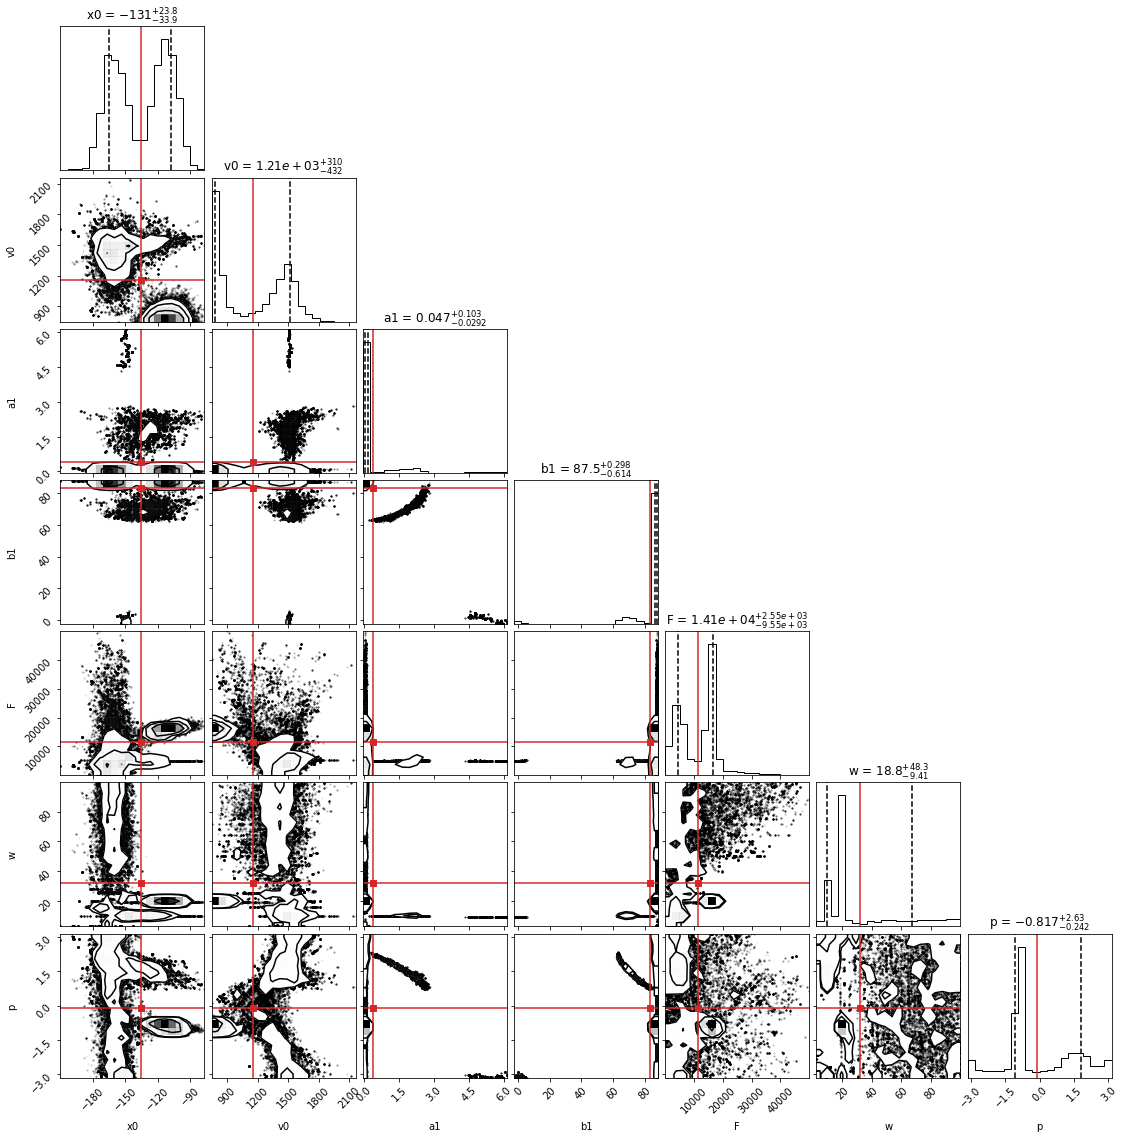 x0 = −131+23.8−33.9
v0 = 1.21e + 03+310−432
2100
1800
1500
1200
900
v0
a1 = 0.047+0.103−0.0292
6.0
4.5
3.0
1.5
0.0
a1
b1 = 87.5+0.298−0.614
80
60
40
20
0
b1
F = 1.41e + 04+2.55e + 03−9.55e + 03
40000
30000
20000
10000
F
w = 18.8+48.3−9.41
80
60
40
20
w
p = −0.817+2.63−0.242
3.0
1.5
0.0
−1.5
−3.0
p
−180 −150 −120 −90
900 1200 1500 1800 2100
0.0 1.5 3.0 4.5 6.0
0 20 40 60 80
10000 20000 30000 40000
20 40 60 80
−3.0 −1.5 0.0 1.5 3.0
x0 v0 a1 b1 F w p